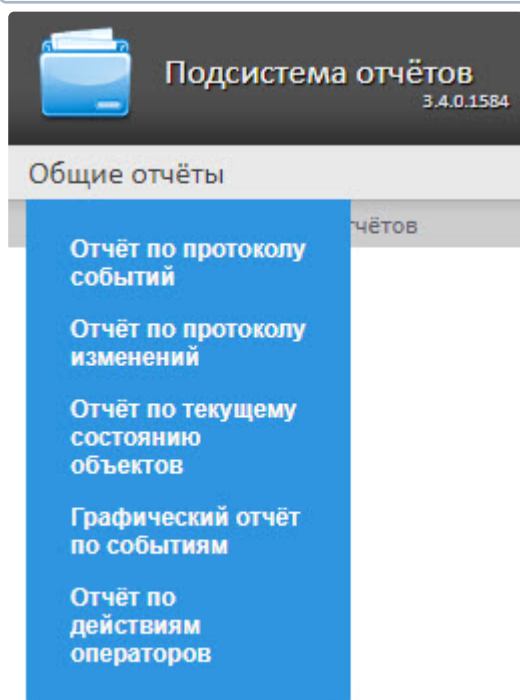 Подсистема отчётов
3.4.0.1584
Общие отчёты
чётов
Отчёт по протоколу
событий
Отчёт по протоколу
изменений
Отчёт по текущему
состоянию
объектов
Графический отчёт
по событиям
Отчёт по
действиям
операторов